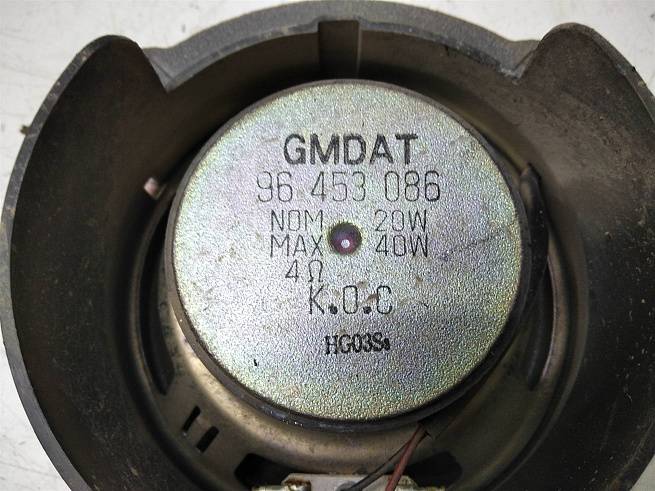 GMDAT
96 453 086
NOM 20W
MAX 40W
4Ω
K.O.C
HG03S